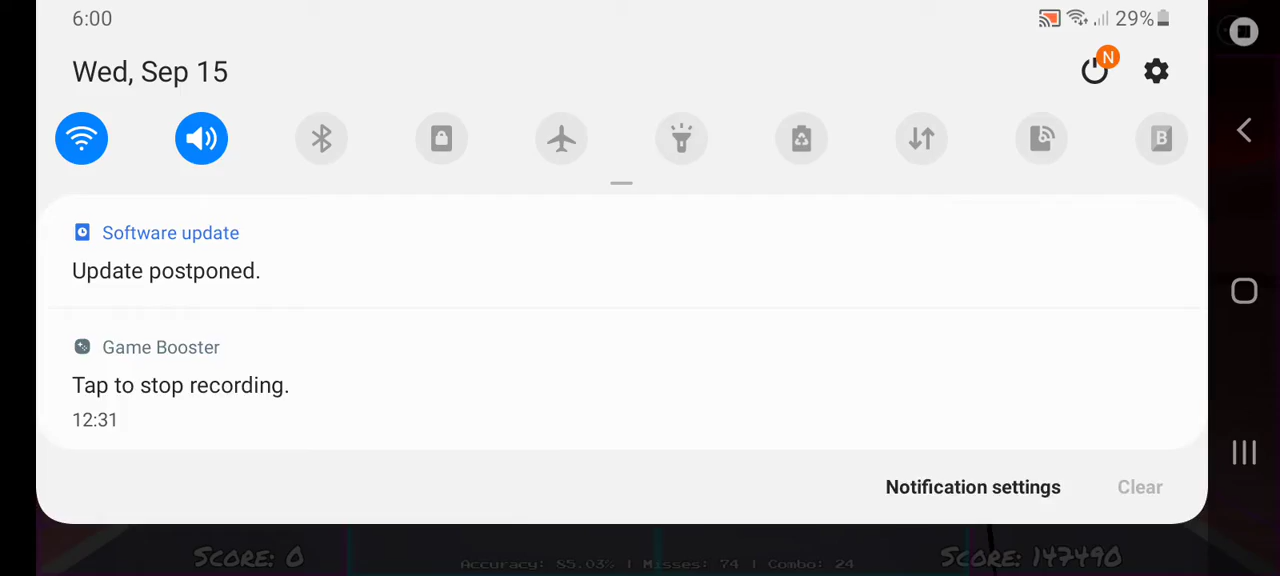 6:00
29%
Wed, Sep 15
N
B
Software update
Update postponed.
Game Booster
Tap to stop recording.
12:31
Notification settings
Clear
Score: 0
Accuracy: 85.03% | Misses: 74 | Combo: 24
Score: 147490